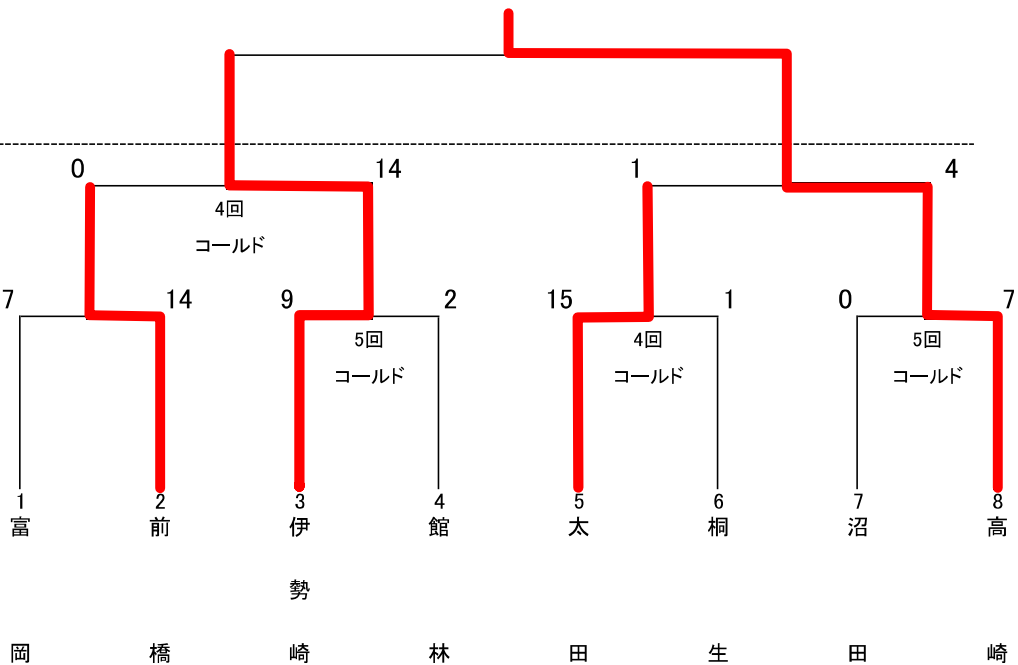 0 14 1 4
4回
コールド
7 14 9 2 15 1 0 7
5回 4回 5回
コールド コールド コールド
1 2 3 4 5 6 7 8
富岡 前橋 伊勢崎 館林 太田 桐生 沼田 高崎